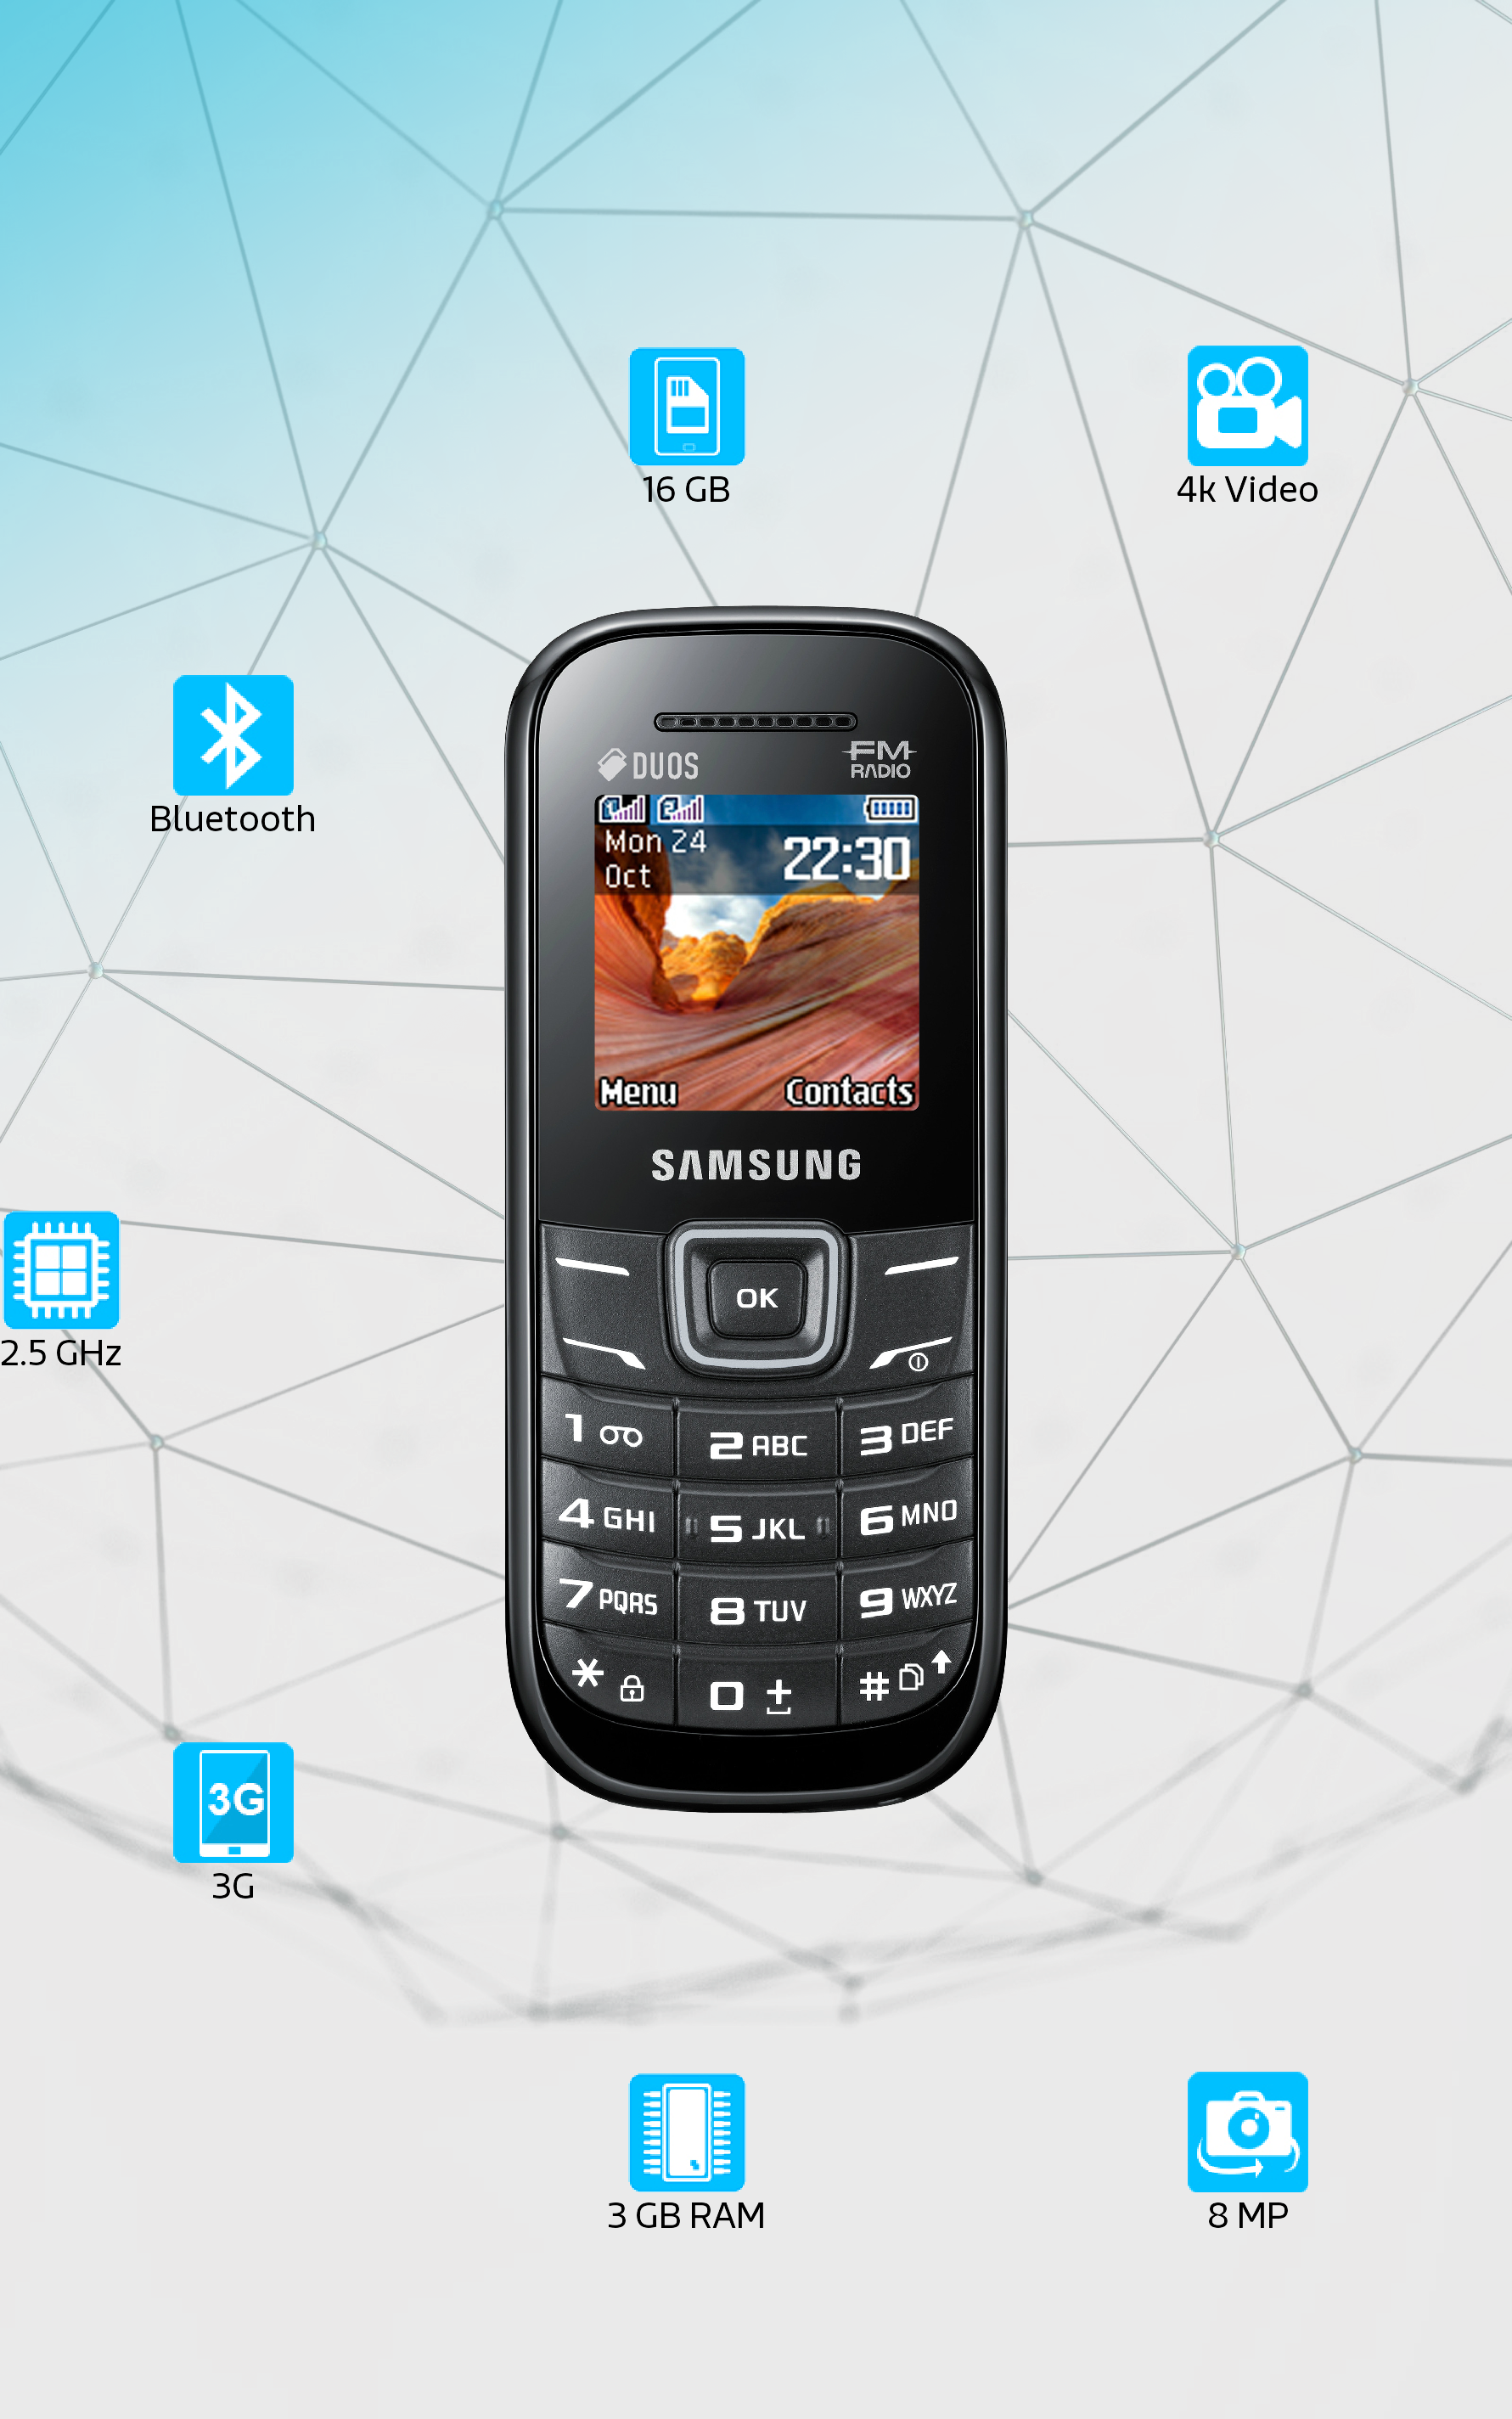 16 GB
4k Video
Bluetooth
DUOS
FM
RADIO
1 2
Mon 24
Oct
22:30
Menu
Contacts
SAMSUNG
OK
2.5 GHz
1
2 ABC
3 DEF
4 GHI
5 JKL
6 MNO
7 PQRS
8 TUV
9 WXYZ
*
0 +
#
3G
3G
3 GB RAM
8 MP